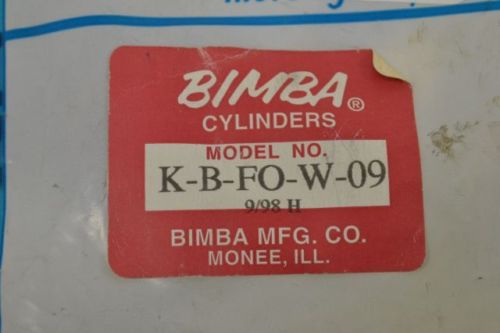 BIMBA®
CYLINDERS
MODEL NO.
K-B-FO-W-09
9/98 H
BIMBA MFG. CO.
MONEE, ILL.